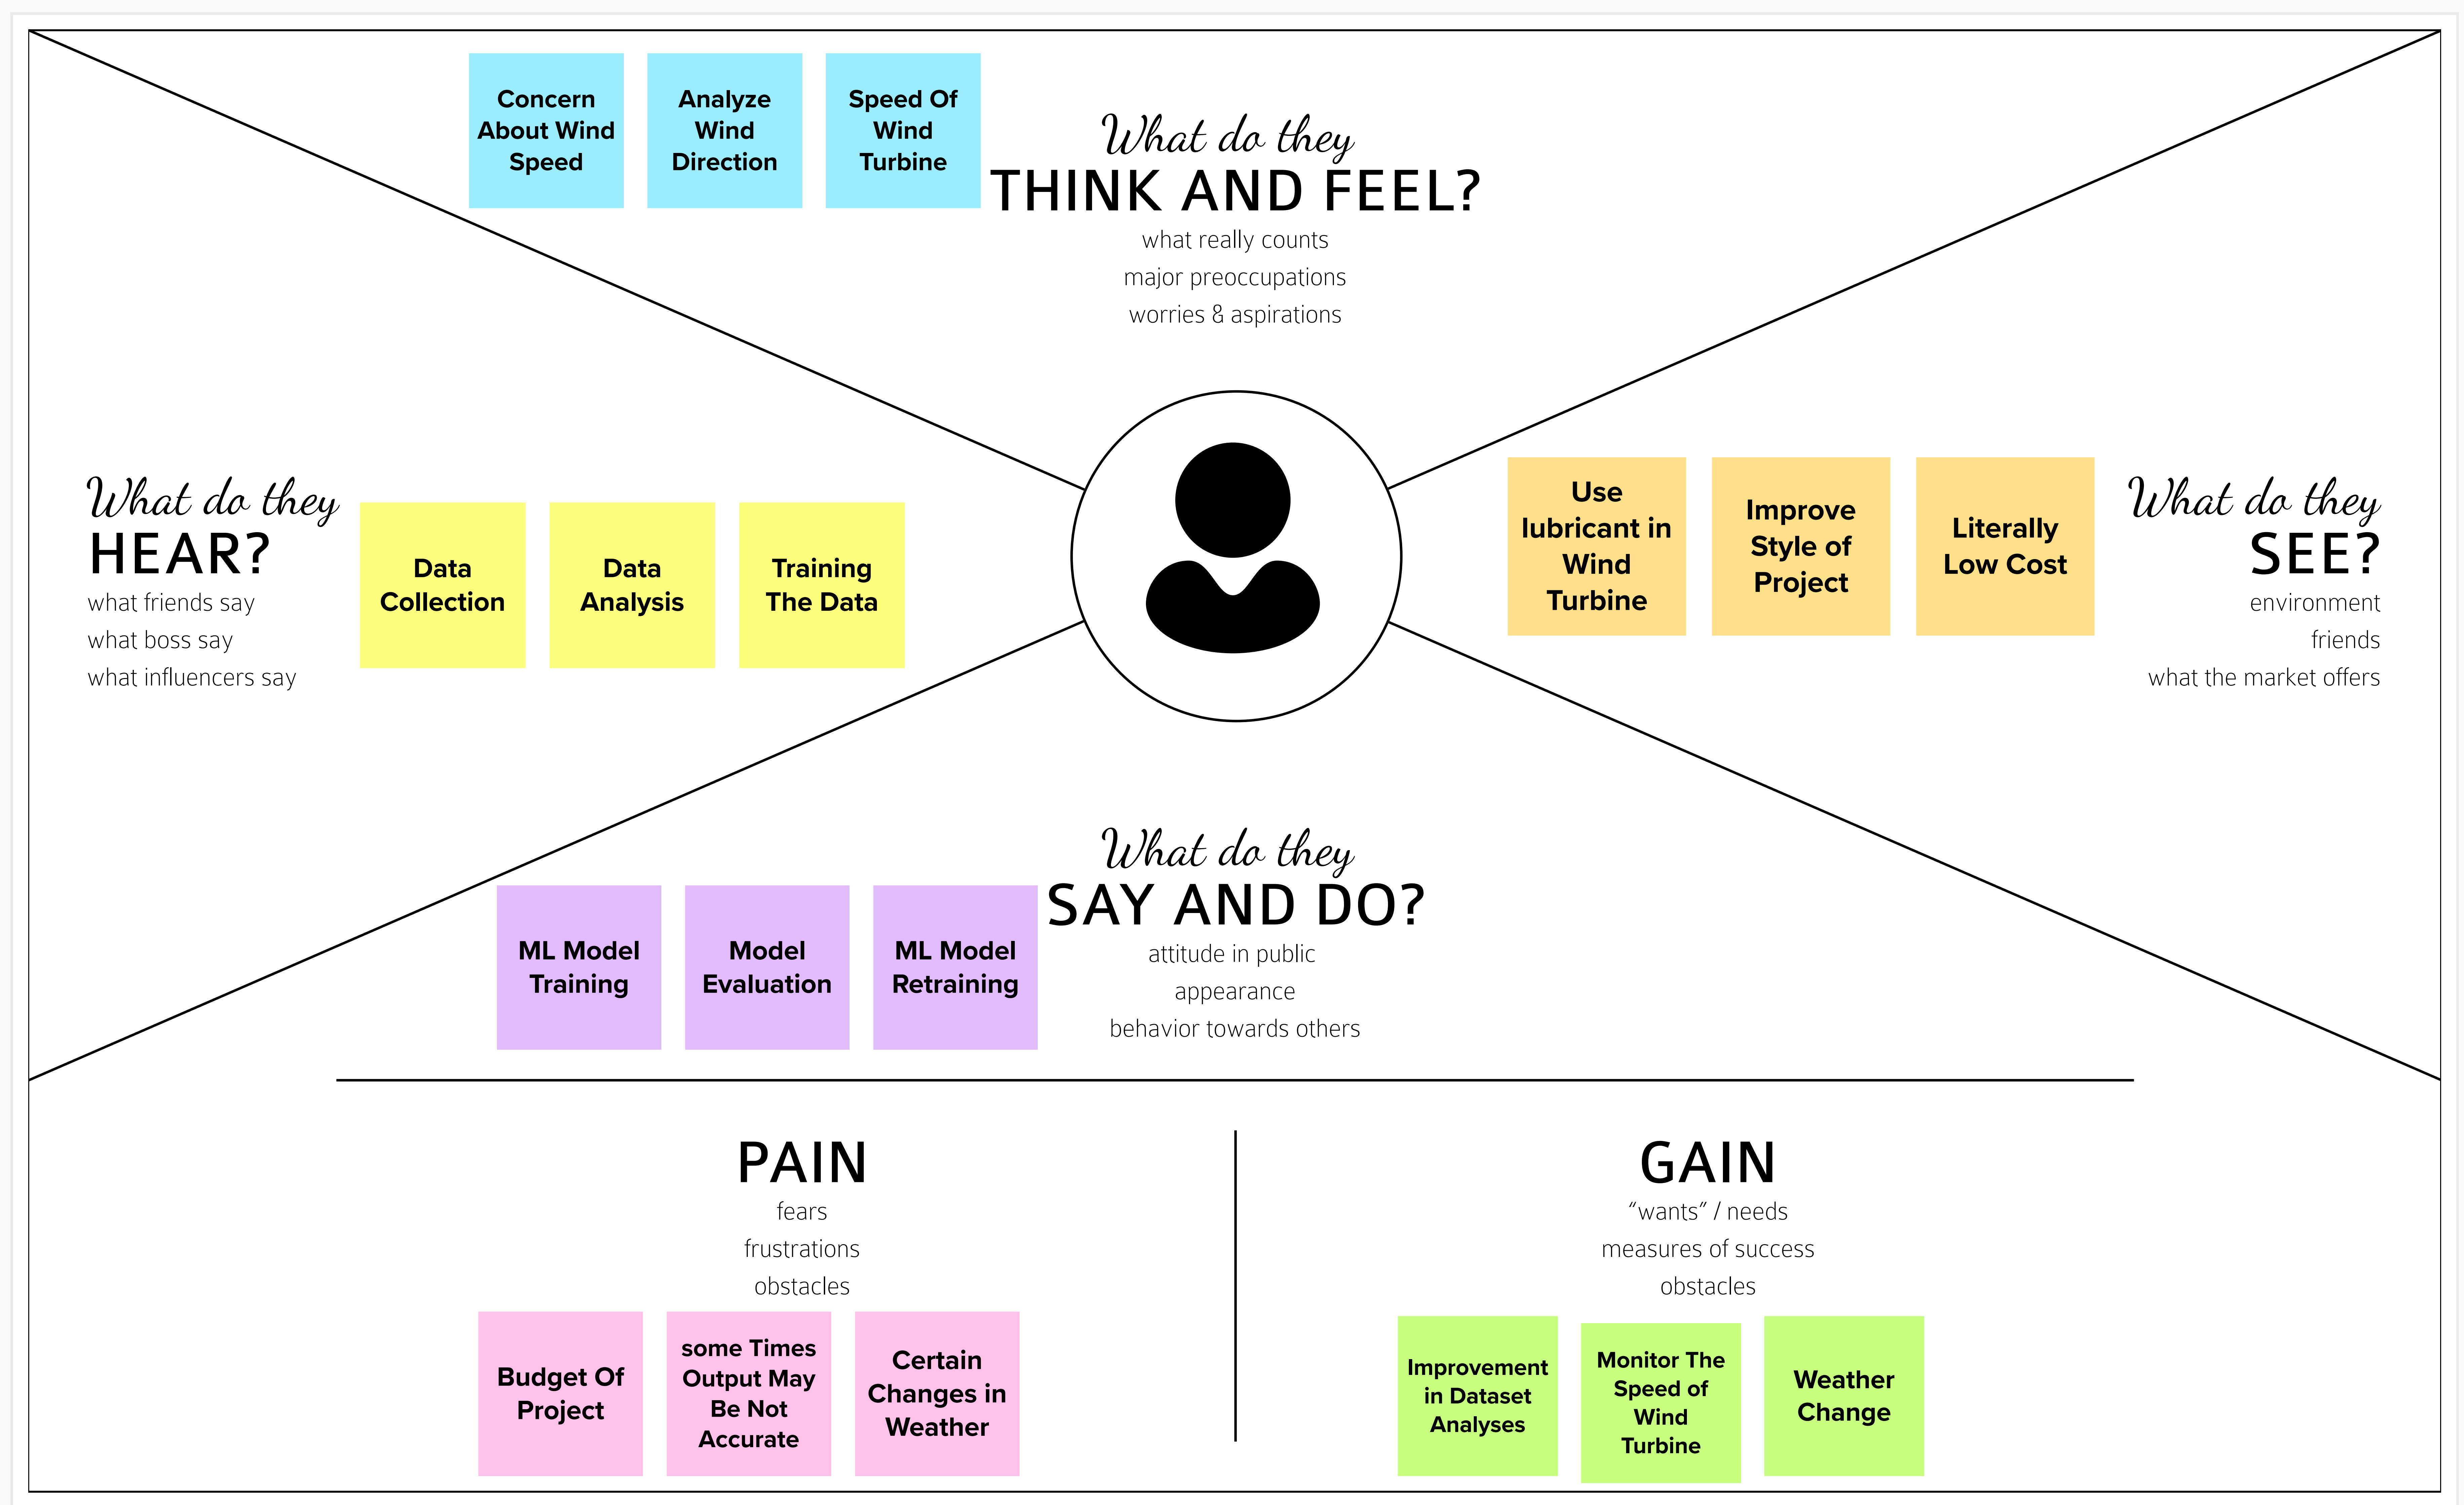 Concern
About Wind
Speed
Analyze
Wind
Direction
Speed Of
Wind
Turbine
What do they
THINK AND FEEL?
what really counts
major preoccupations
worries & aspirations
What do they
HEAR?
what friends say
what boss say
what influencers say
Data
Collection
Data
Analysis
Training
The Data
Use
lubricant in
Wind
Turbine
Improve
Style of
Project
Literally
Low Cost
What do they
SEE?
environment
friends
what the market offers
What do they
SAY AND DO?
attitude in public
appearance
behavior towards others
ML Model
Training
Model
Evaluation
ML Model
Retraining
PAIN
fears
frustrations
obstacles
Budget Of
Project
some Times
Output May
Be Not
Accurate
Certain
Changes in
Weather
GAIN
“wants” / needs
measures of success
obstacles
Improvement
in Dataset
Analyses
Monitor The
Speed of
Wind
Turbine
Weather
Change